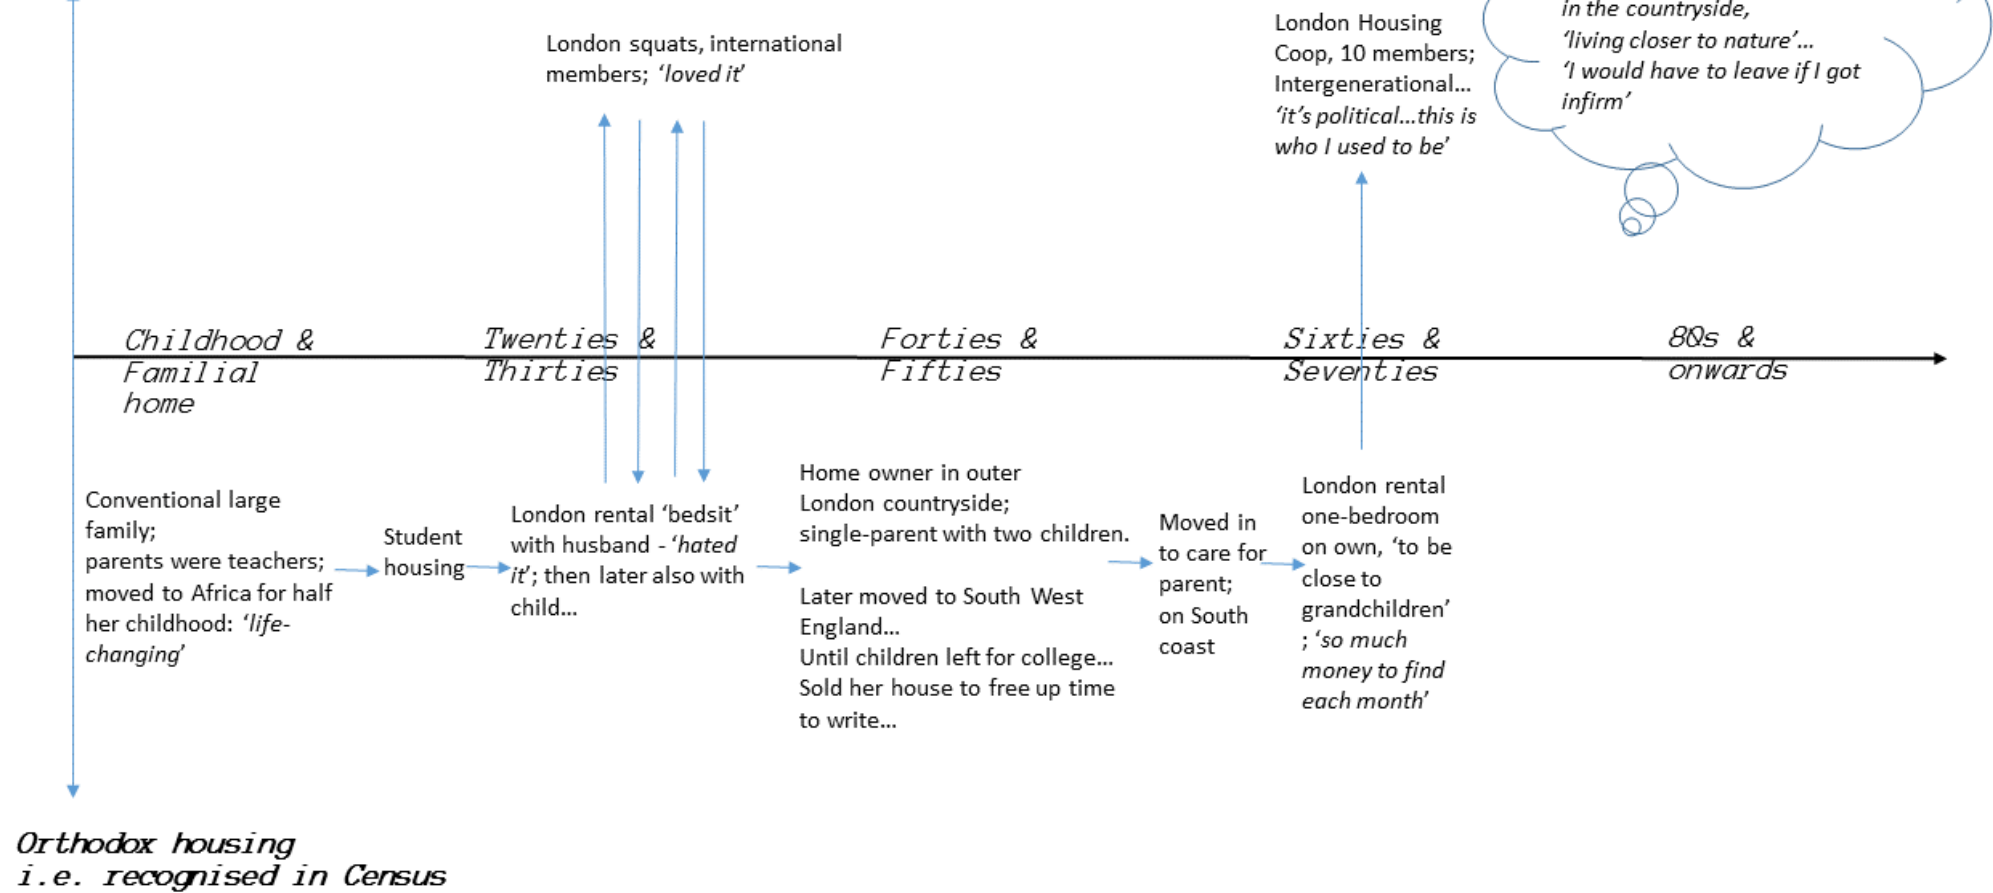 London squats, international
members; ‘loved it’
London Housing
Coop, 10 members;
Intergenerational...
‘it’s political...this is
who I used to be’
in the countryside,
‘living closer to nature’...
‘I would have to leave if I got
infirm’
Childhood &
Familial
home
Twenties &
Thirties
Forties &
Fifties
Sixties &
Seventies
80s &
onwards
Conventional large
family;
parents were teachers;
moved to Africa for half
her childhood: ‘life-
changing’
Student
housing
London rental ‘bedsit’
with husband - ‘hated
it’; then later also with
child...
Home owner in outer
London countryside;
single-parent with two children.
Later moved to South West
England...
Until children left for college...
Sold her house to free up time
to write...
Moved in
to care for
parent;
on South
coast
London rental
one-bedroom
on own, ‘to be
close to
grandchildren’
; ‘so much
money to find
each month’
Orthodox housing
i.e. recognised in Census